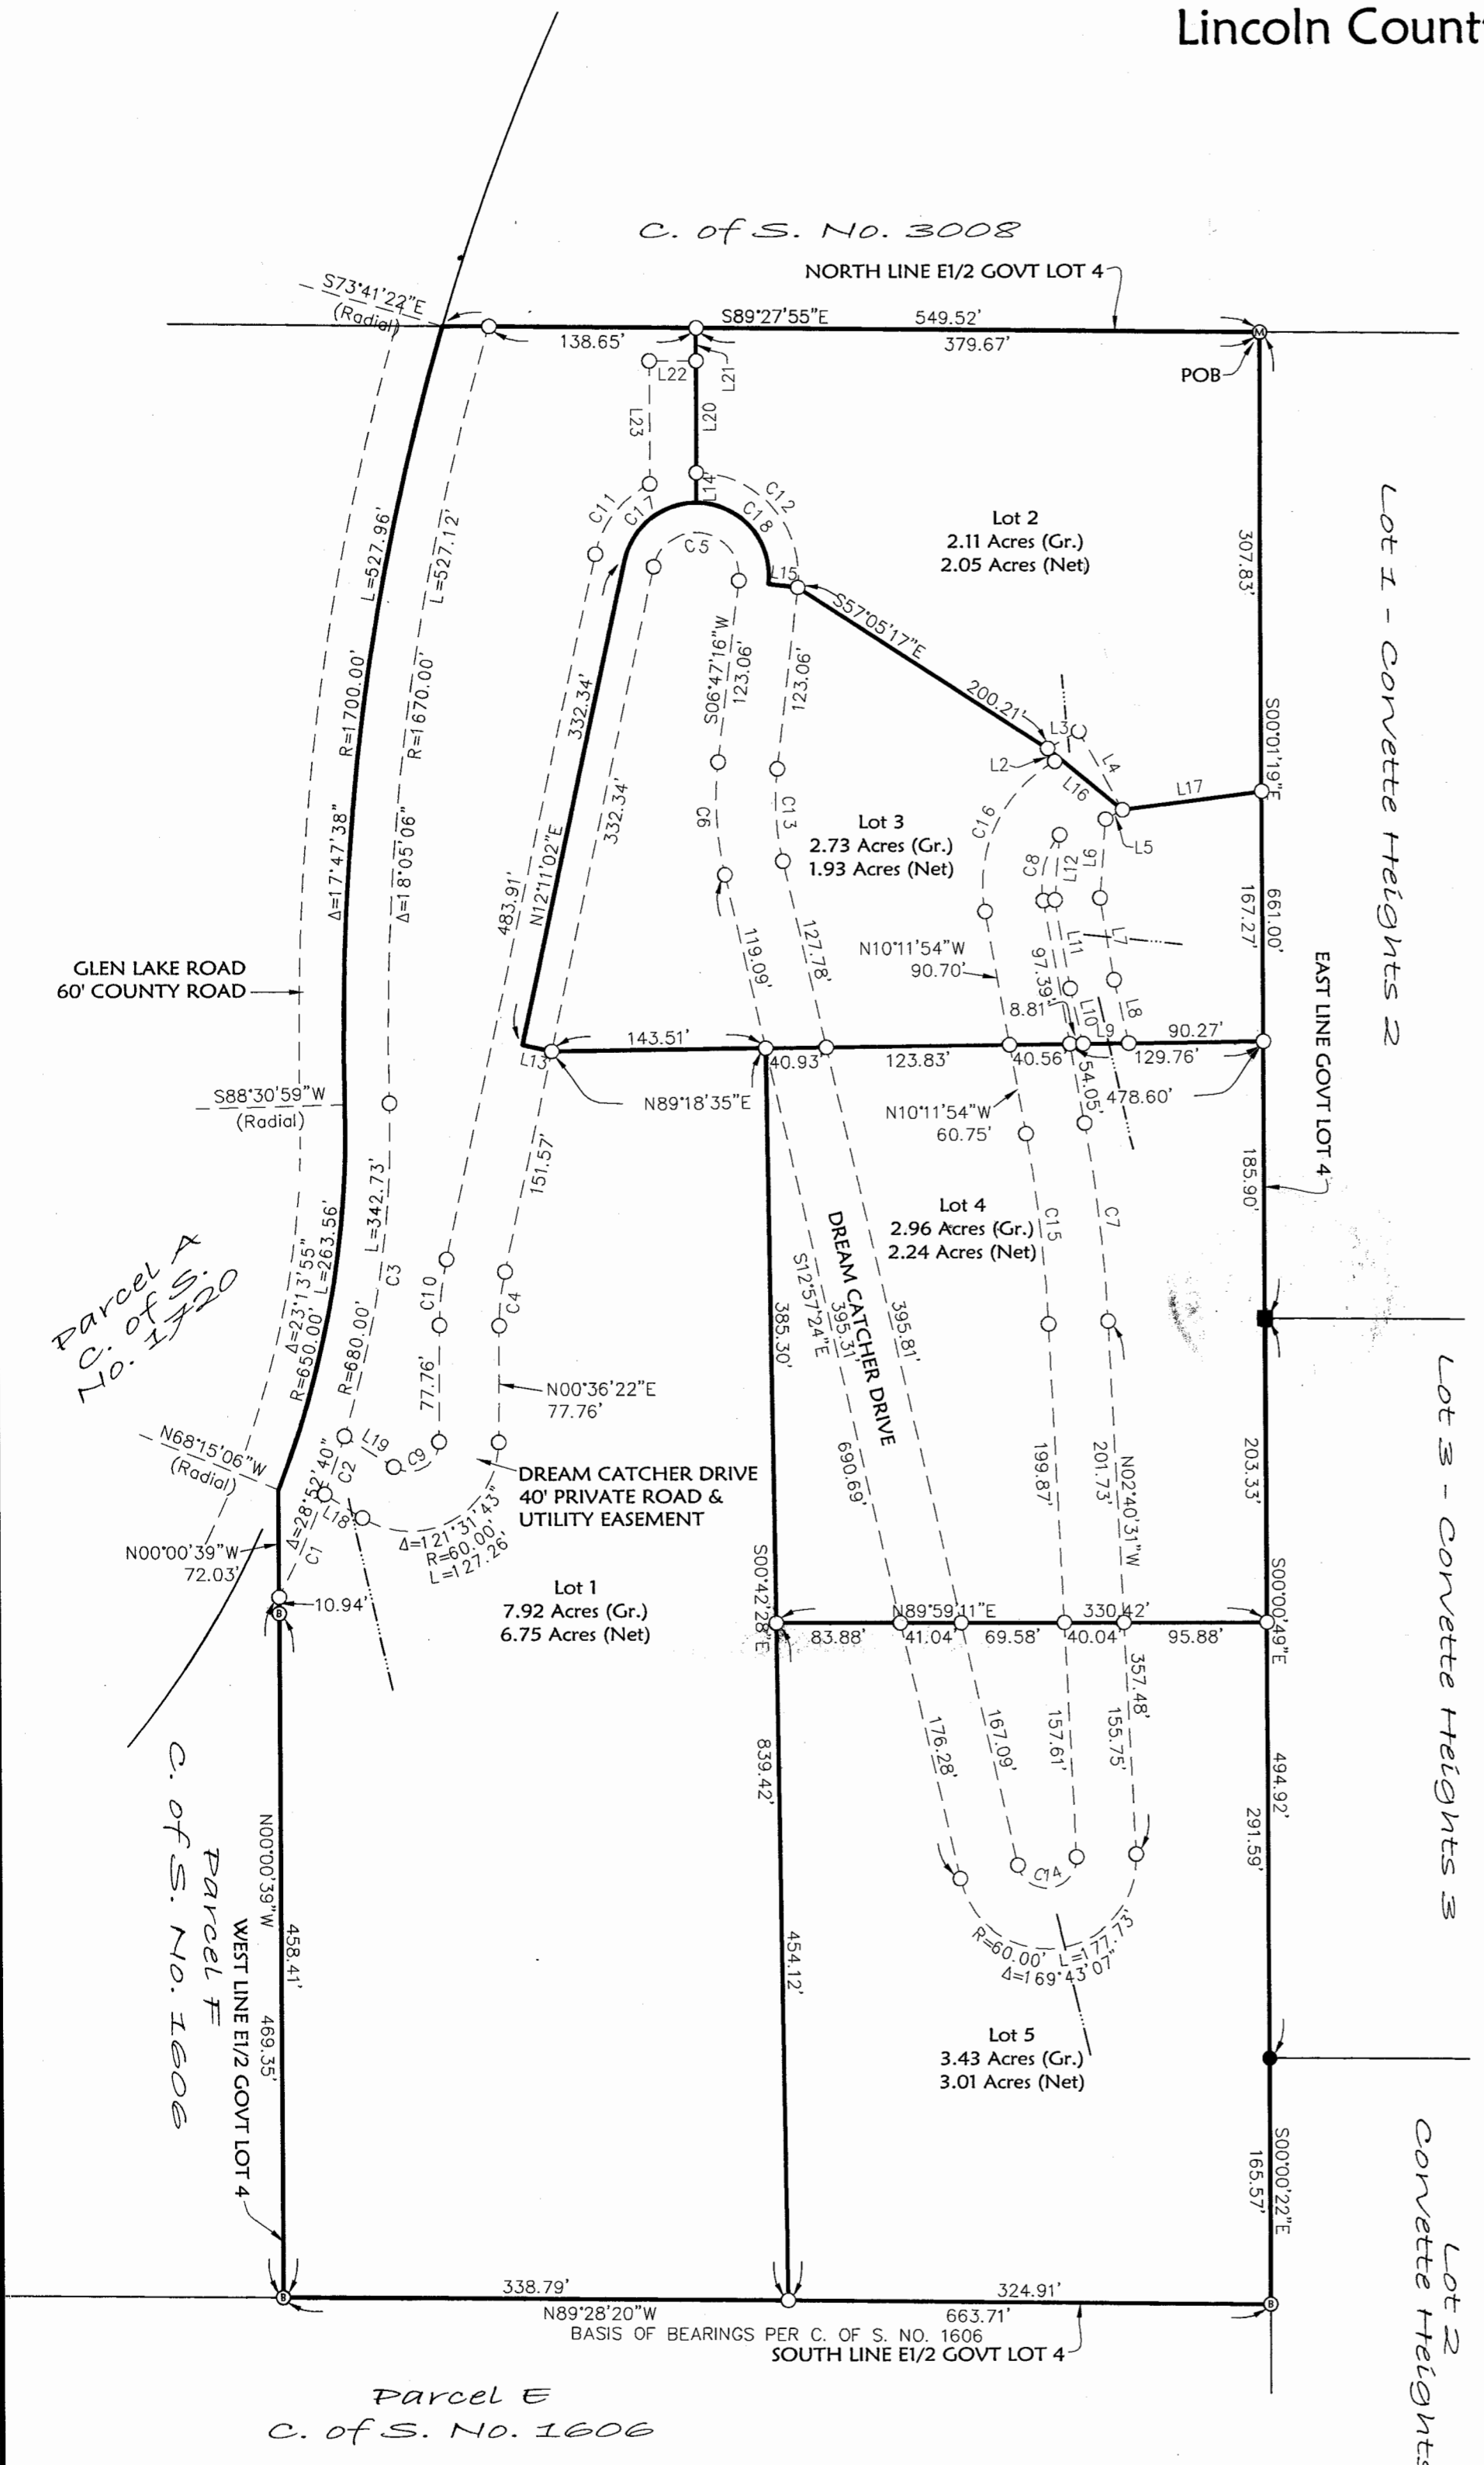 Lincoln Count
C. of S. No. 3008
NORTH LINE E1/2 GOVT LOT 4
S73°41'22"E
(Radial)
S89°27'55"E
549.52'
138.65'
379.67'
POB
L22
L21
L20
L23
L14
C11
C17
C12
C18
C5
L15
Lot 2
2.11 Acres (Gr.)
2.05 Acres (Net)
307.83'
Lot 1 - Corvette Heights 2
L=527.96'
L=527.12'
R=1700.00'
R=1670.00'
Δ=17°47'38"
Δ=18°05'06"
S57°05'17"E
200.21'
S06°47'16"W
123.06'
123.06'
332.34'
332.34'
N12°11'02"E
483.91'
L3
L2
L4
L16
L17
L5
S00°01'19"E
661.00'
167.27'
C6
C13
C16
C8
L12
L6
L7
L11
L8
L10
L9
Lot 3
2.73 Acres (Gr.)
1.93 Acres (Net)
119.09'
127.78'
N10°11'54"W
90.70'
97.39'
8.81'
GLEN LAKE ROAD
60' COUNTY ROAD
EAST LINE GOVT LOT 4
L13
143.51'
40.93'
123.83'
40.56'
90.27'
129.76'
478.60'
54.05'
N89°18'35"E
N10°11'54"W
60.75'
S88°30'59"W
(Radial)
151.57'
185.90'
Lot 4
2.96 Acres (Gr.)
2.24 Acres (Net)
DREAM CATCHER DRIVE
C15
C7
Parcel A
C. of S.
No. 1720
Δ=23°13'55"
L=263.56'
R=650.00'
L=342.73'
C3
R=680.00'
C10
C4
77.76'
N00°36'22"E
77.76'
S12°57'24"E
395.31'
395.81'
690.69'
385.30'
199.87'
201.73'
N02°40'31"W
203.33'
Lot 3 - Corvette Heights 3
N68°15'06"W
(Radial)
L19
C9
C2
L18
Δ=28°52'40"
C1
DREAM CATCHER DRIVE
40' PRIVATE ROAD &
UTILITY EASEMENT
Δ=121°31'43"
R=60.00'
L=127.26'
N00°00'39"W
72.03'
10.94'
Lot 1
7.92 Acres (Gr.)
6.75 Acres (Net)
S00°42'28"E
N89°59'11"E
330.42'
83.88'
41.04'
69.58'
40.04'
95.88'
S00°00'49"E
357.48'
155.75'
176.28'
167.09'
157.61'
839.42'
494.92'
291.59'
C14
R=60.00'
L=177.73'
Δ=169°43'07"
N00°00'39"W
458.41'
469.35'
WEST LINE E1/2 GOVT LOT 4
Parcel F
C. of S. No. 1606
454.12'
Lot 5
3.43 Acres (Gr.)
3.01 Acres (Net)
S00°00'22"E
165.57'
Lot 2
Corvette Heights
338.79'
324.91'
N89°28'20"W
663.71'
BASIS OF BEARINGS PER C. OF S. NO. 1606
SOUTH LINE E1/2 GOVT LOT 4
Parcel E
C. of S. No. 1606
M
B
B
B